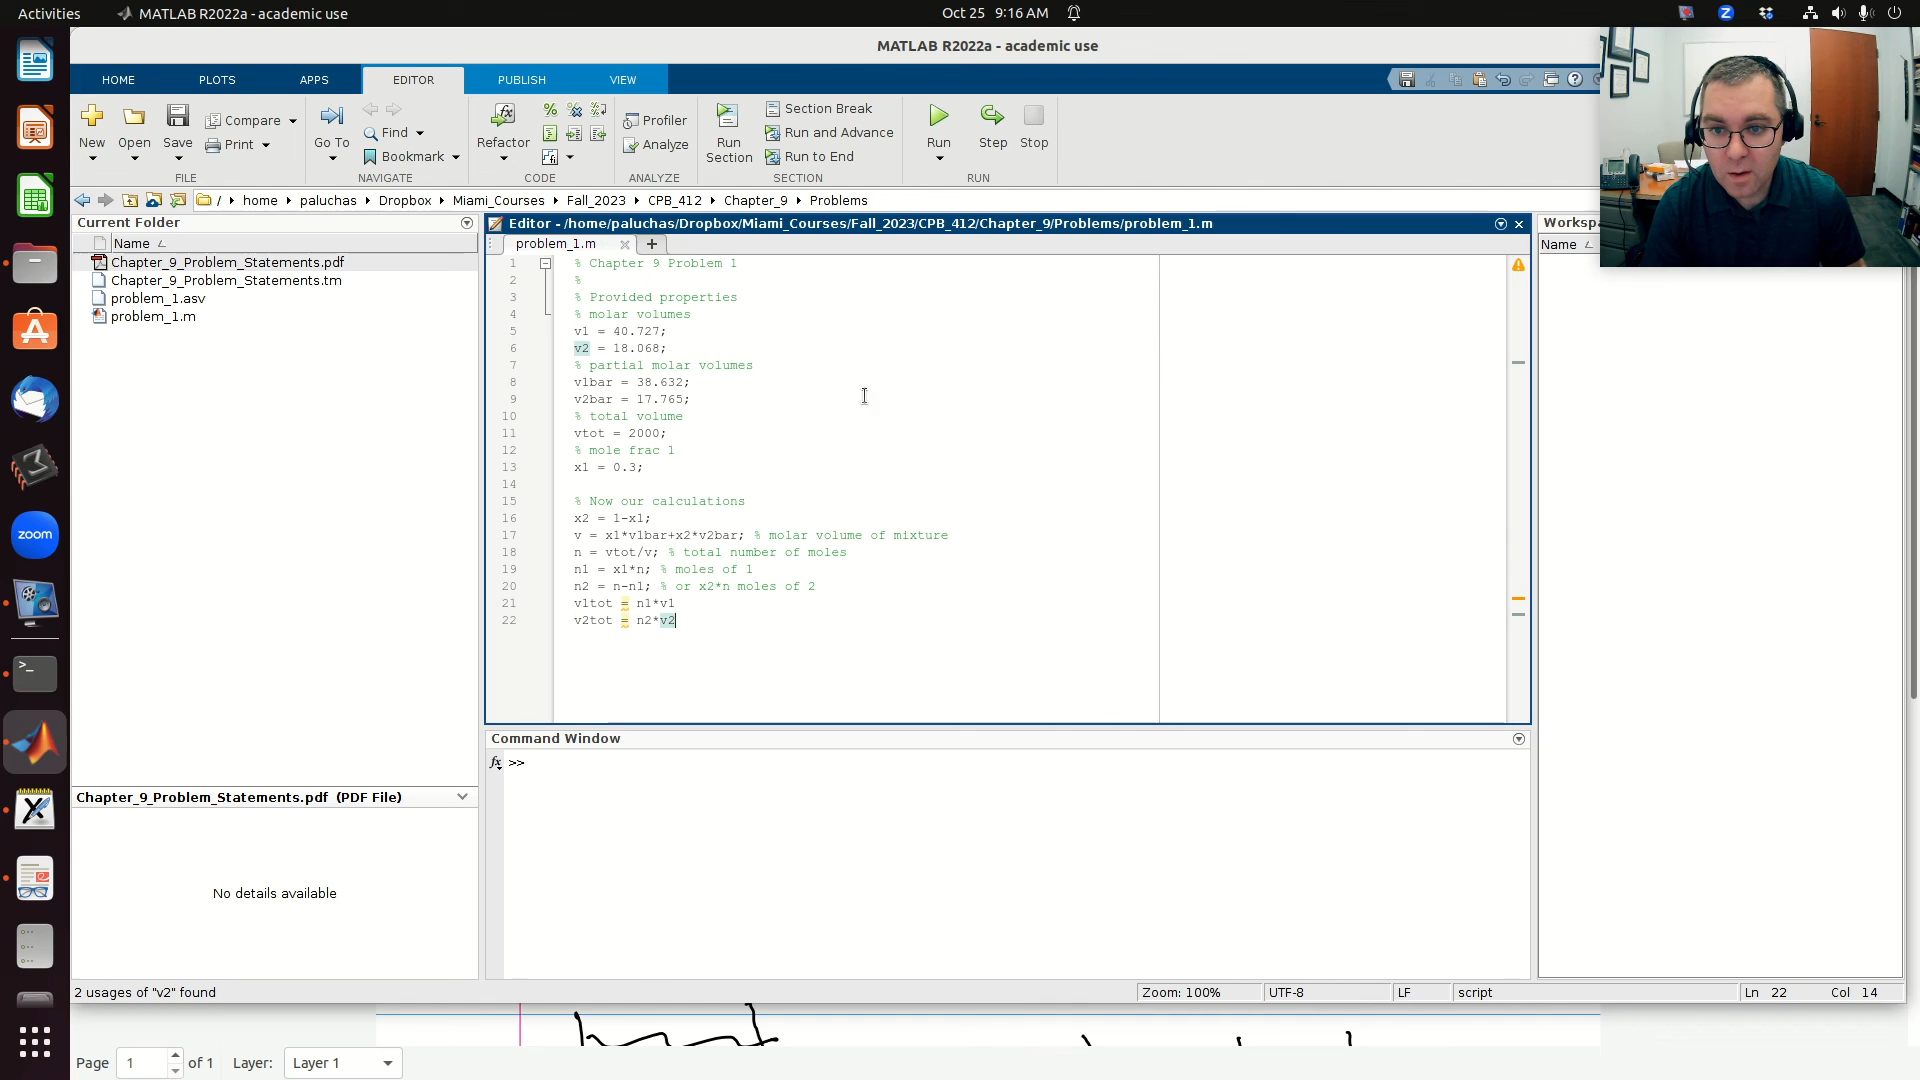 Activities
MATLAB R2022a - academic use
Oct 25 9:16 AM
MATLAB R2022a - academic use
HOME PLOTS APPS EDITOR PUBLISH VIEW
New Open Save Compare Print
Go To Find Bookmark
Refactor
Profiler Analyze
Run Section
Section Break
Run and Advance
Run to End
Run Step Stop
FILE NAVIGATE CODE ANALYZE SECTION RUN
/ home paluchas Dropbox Miami_Courses Fall_2023 CPB_412 Chapter_9 Problems
Current Folder
Name
Chapter_9_Problem_Statements.pdf
Chapter_9_Problem_Statements.tm
problem_1.asv
problem_1.m
Editor - /home/paluchas/Dropbox/Miami_Courses/Fall_2023/CPB_412/Chapter_9/Problems/problem_1.m
problem_1.m
1 % Chapter 9 Problem 1
2 %
3 % Provided properties
4 % molar volumes
5 v1 = 40.727;
6 v2 = 18.068;
7 % partial molar volumes
8 v1bar = 38.632;
9 v2bar = 17.765;
10 % total volume
11 vtot = 2000;
12 % mole frac 1
13 x1 = 0.3;
14
15 % Now our calculations
16 x2 = 1-x1;
17 v = x1*v1bar+x2*v2bar; % molar volume of mixture
18 n = vtot/v; % total number of moles
19 n1 = x1*n; % moles of 1
20 n2 = n-n1; % or x2*n moles of 2
21 v1tot = n1*v1
22 v2tot = n2*v2
Name
Command Window
fx >>
Chapter_9_Problem_Statements.pdf (PDF File)
No details available
zoom
2 usages of "v2" found
Zoom: 100% UTF-8 LF script Ln 22 Col 14
Page 1 of 1 Layer: Layer 1